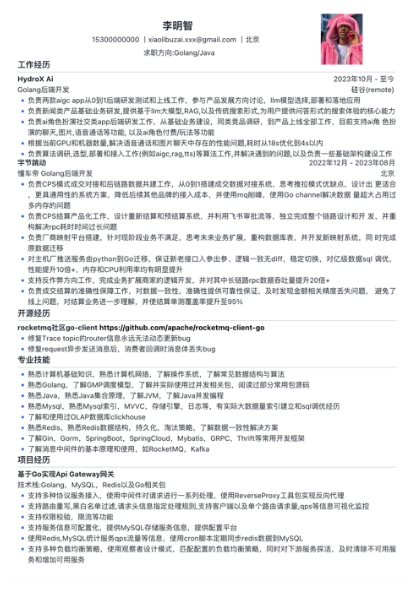 李明智
15300000000 ｜xiaolibuzai.xxx@gmail.com ｜北京
求职方向:Golang/Java
工作经历
HydroX Ai 2023年10月 - 至今
Golang后端开发 硅谷(remote)
负责两款aigc app从0到1后端研发测试和上线工作，参与产品发展方向讨论，llm模型选择,部署和落地应用
负责新闻类产品基础业务研发,提供基于llm大模型,RAG,以及传统搜索形式,为用户提供问答形式的搜索体验的核心能力
负责ai角色扮演社交类app后端研发工作，从基础业务建设，同类竞品调研，到产品上线全部工作，目前支持ai角色 扮演的聊天,图片,语音通话等功能，以及ai角色付费/玩法等功能
根据当前GPU和机器数量,解决语音通话和图片聊天中存在的性能问题,耗时从18s优化到4s以内
负责算法调研,选型,部署和接入工作(例如aigc,rag,tts)等算法工作,并解决遇到的问题,以及负责一些基础架构建设工作
字节跳动 2022年12月 - 2023年08月
懂车帝 Golang后端开发 北京
负责CPS模式成交对接和后链路数据共建工作，从0到1搭建成交数据对接系统，思考推拉模式优缺点，设计出 更适合，更具通用性的系统方案，降低后续其他品牌的接入成本，并使用mq削峰、使用Go channel解决数据 量超大占用过多内存的问题
负责CPS结算产品化工作，设计重新结算和预结算系统，并利用飞书审批流等，独立完成整个链路设计和开 发，并重构解决rpc耗时时间过长问题
负责厂商映射平台搭建，针对现阶段业务不满足，思考未来业务扩展，重构数据库表，并开发新映射系统，同 时完成原数据迁移
对主机厂推送服务由python到Go迁移，保证新老接口入参出参、逻辑一致无diff，稳定切换，对亿级数据sql 调优，性能提升10倍+，内存和CPU利用率均有明显提升
支持反作弊方向工作，完成业务扩展商家的逻辑开发，并对其中长链路rpc数据吞吐量提升20倍+
负责成交结算的准确性保障工作，对数据一致性，准确性提供可靠性保证，及时发现金额相关精度丢失问题， 避免了线上问题，对结算业务进一步理解，并使结算单测覆盖率提升至95%
开源经历
rocketmq社区go-client https://github.com/apache/rocketmq-client-go
修复Trace topic的router信息永远无法动态更新bug
修复request异步发送消息后，消费者回调时消息体丢失bug
专业技能
熟悉计算机基础知识、熟悉计算机网络，了解操作系统，了解常见数据结构与算法
熟悉Golang，了解GMP调度模型，了解并实际使用过并发相关包，阅读过部分常用包源码
熟悉Java，熟悉Java集合原理，了解JVM，了解Java并发编程
熟悉Mysql，熟悉Mysql索引，MVVC，存储引擎，日志等，有实际大数据量索引建立和sql调优经历
了解和使用过OLAP数据库clickhouse
熟悉Redis，熟悉Redis数据结构，持久化，淘汰策略，了解数据一致性解决方案
了解Gin、Gorm，SpringBoot，SpringCloud，Mybatis，GRPC，Thrift等常用开发框架
了解消息中间件的基本原理和使用，如RocketMQ，Kafka
项目经历
基于Go实现Api Gateway网关
技术栈:Golang，MySQL，Redis以及Go相关包
支持多种协议服务接入，使用中间件对请求进行一系列处理，使用ReverseProxy工具包实现反向代理
支持路由重写,黑白名单过滤,请求头信息指定处理规则,支持客户端以及单个路由请求量,qps等信息可视化监控
支持权限校验，限流等功能
支持服务信息可配置化，提供MySQL存储服务信息，提供配置平台
使用Redis,MySQL统计服务qps流量等信息，使用cron脚本定期同步redis数据到MySQL
支持多种负载均衡策略，使用观察者设计模式，匹配配置的负载均衡策略，同时对下游服务探活，及时清除不可用服务和增加可用服务